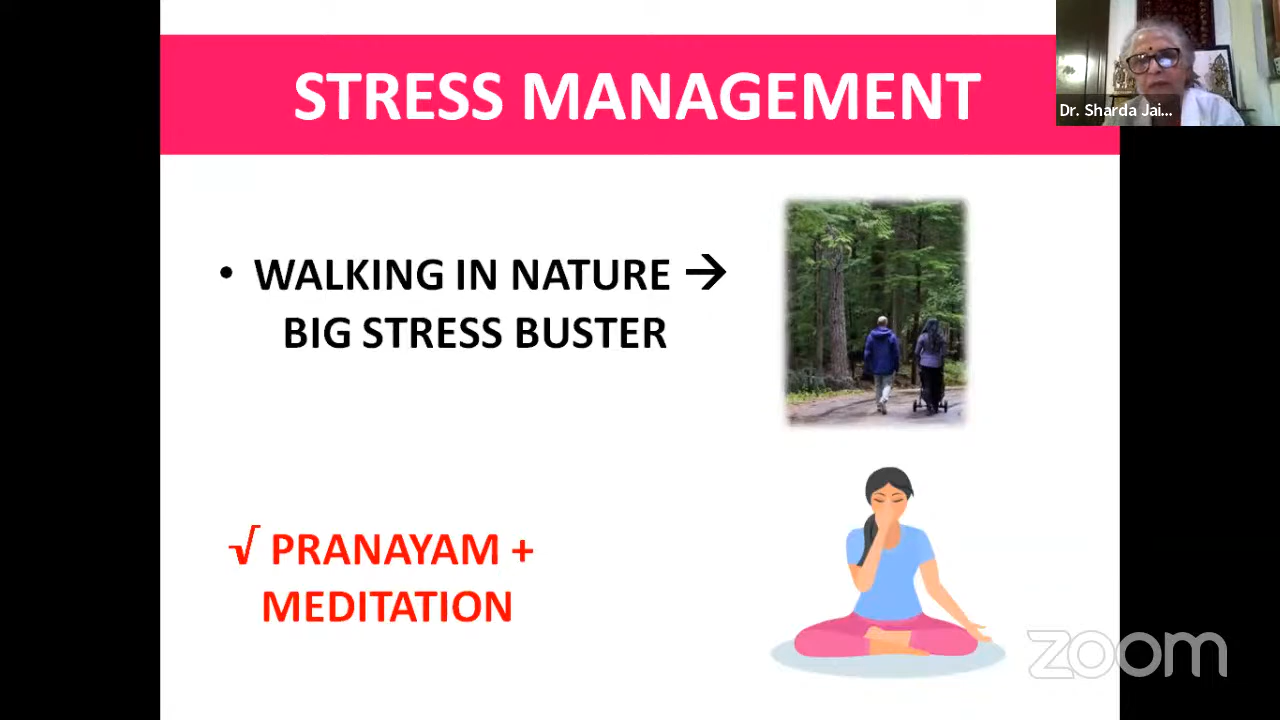 STRESS MANAGEMENT
Dr. Sharda Jai...
• WALKING IN NATURE →
BIG STRESS BUSTER
√ PRANAYAM +
MEDITATION
zoom